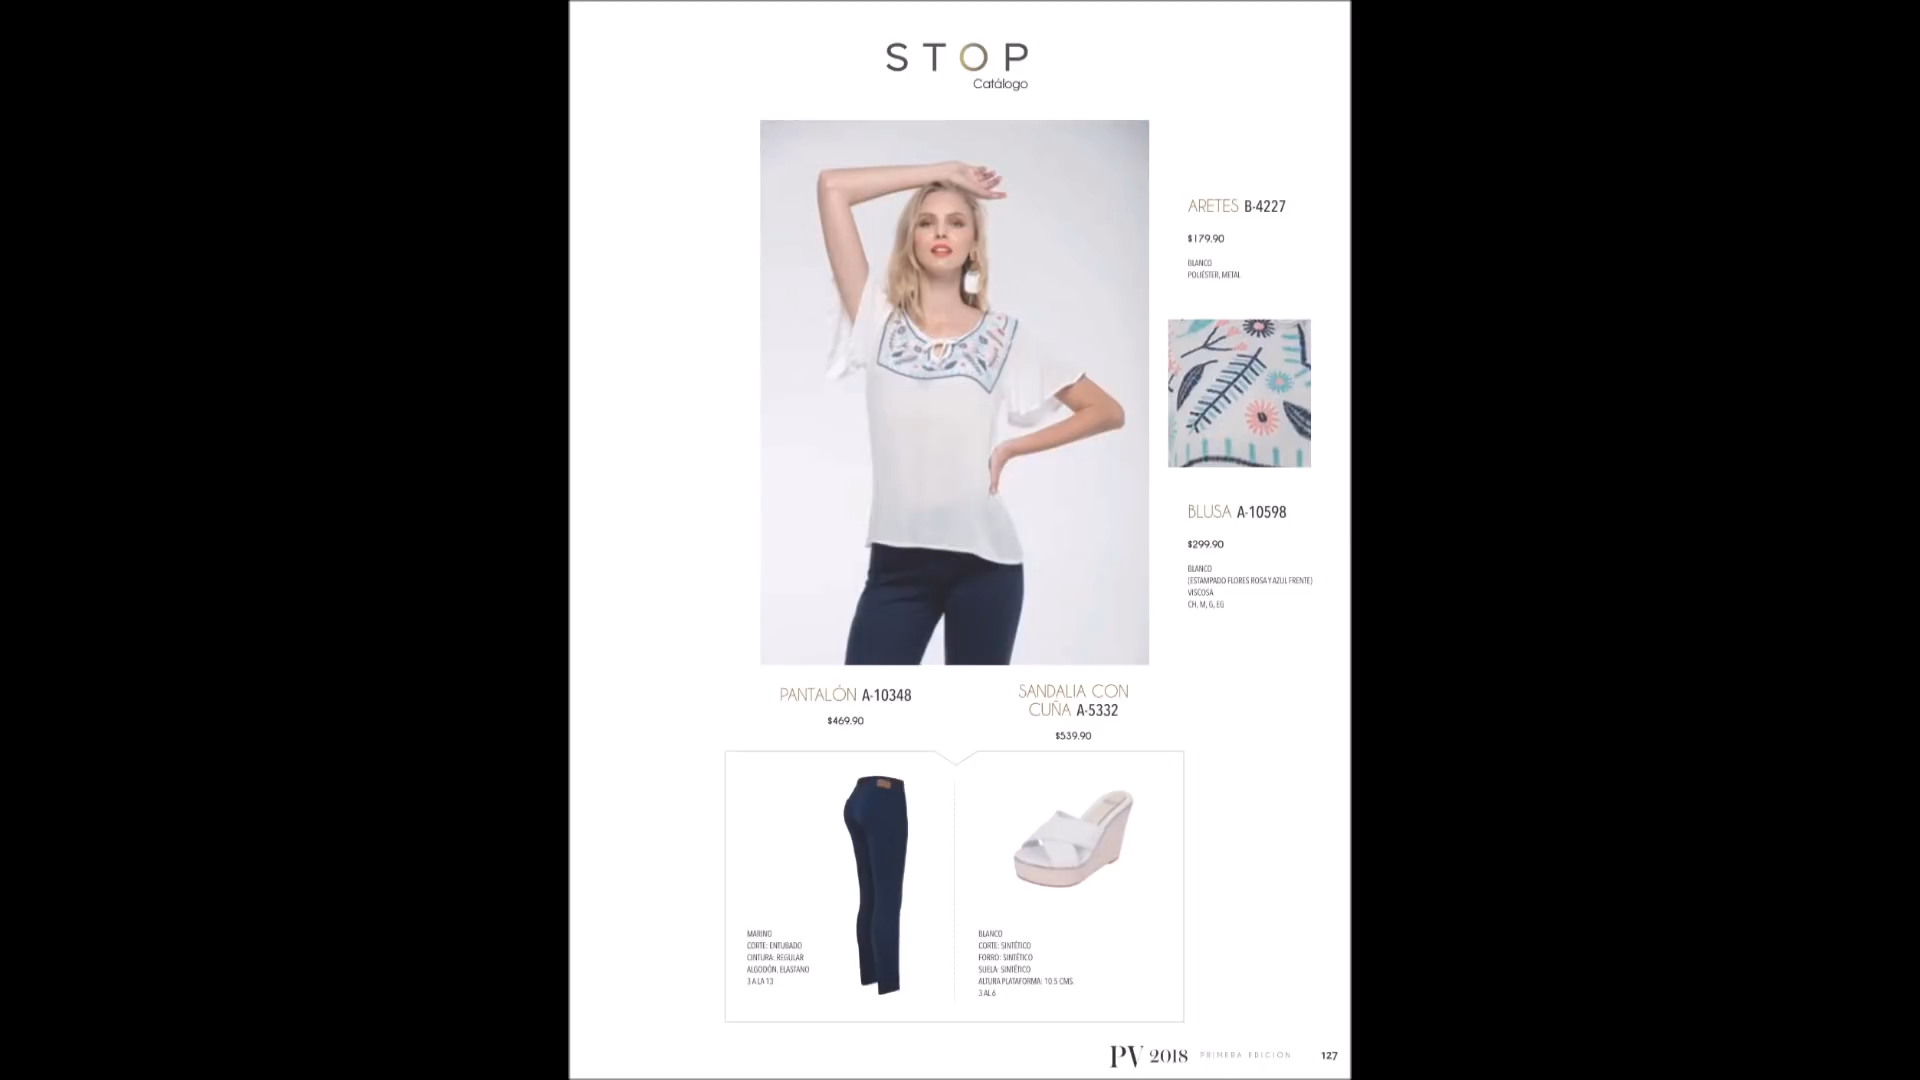 STOP
Catálogo
ARETES B-4227
$179.90
BLANCO
POLIÉSTER, METAL
BLUSA A-10598
$299.90
BLANCO
(ESTAMPADO FLORES ROSA Y AZUL FRENTE)
VISCOSA
CH, M, G, EG
PANTALÓN A-10348
$469.90
SANDALIA CON
CUÑA A-5332
$539.90
MARINO
CORTE: ENTUBADO
CINTURA: REGULAR
ALGODÓN, ELASTANO
3 A LA 13
BLANCO
CORTE: SINTÉTICO
FORRO: SINTÉTICO
SUELA: SINTÉTICO
ALTURA PLATAFORMA: 10.5 CMS.
3 AL 6
PV 2018 PRIMERA EDICIÓN 127